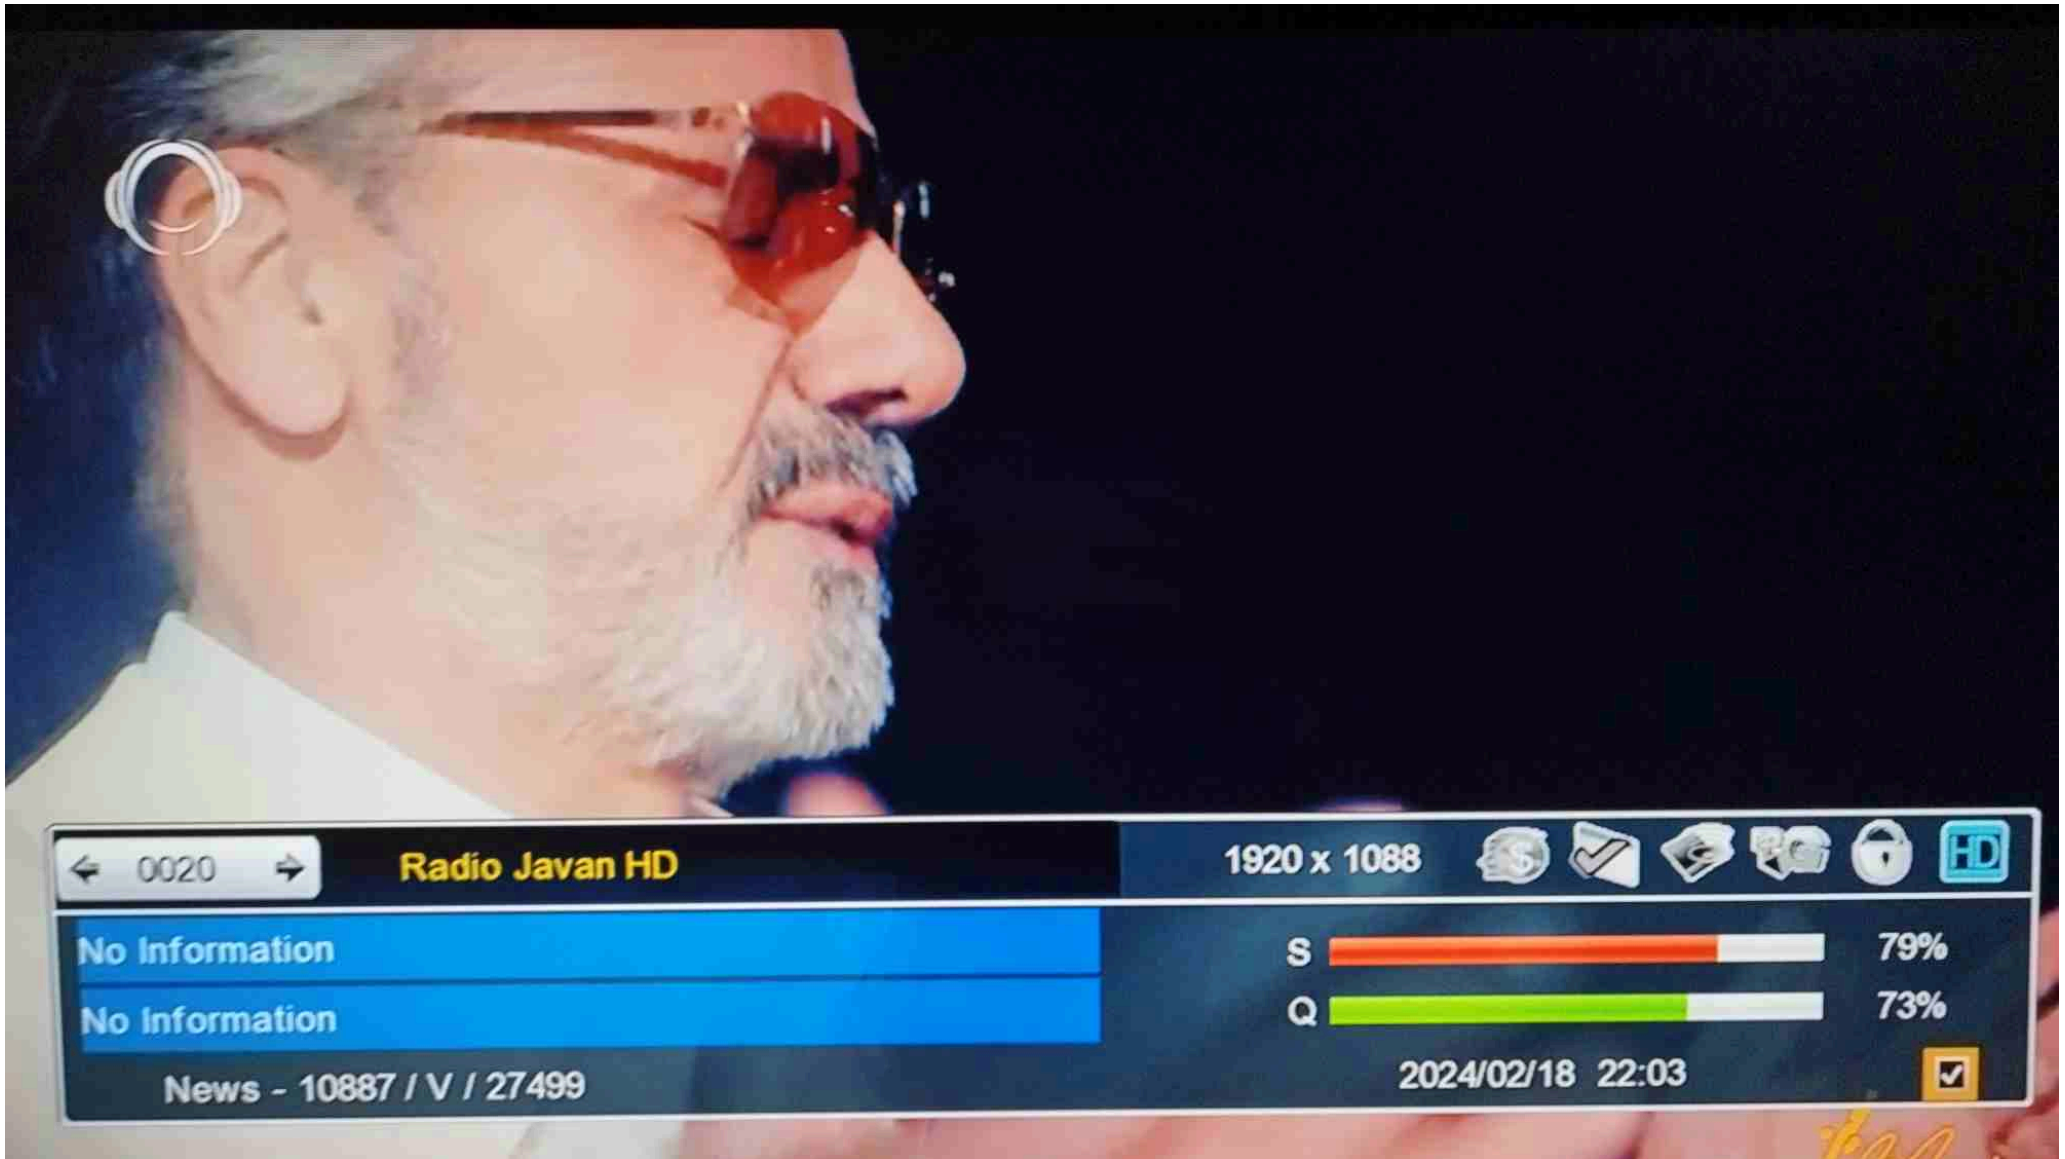 0020
Radio Javan HD
1920 x 1088
HD
No Information
S 79%
No Information
Q 73%
News - 10887 / V / 27499
2024/02/18 22:03